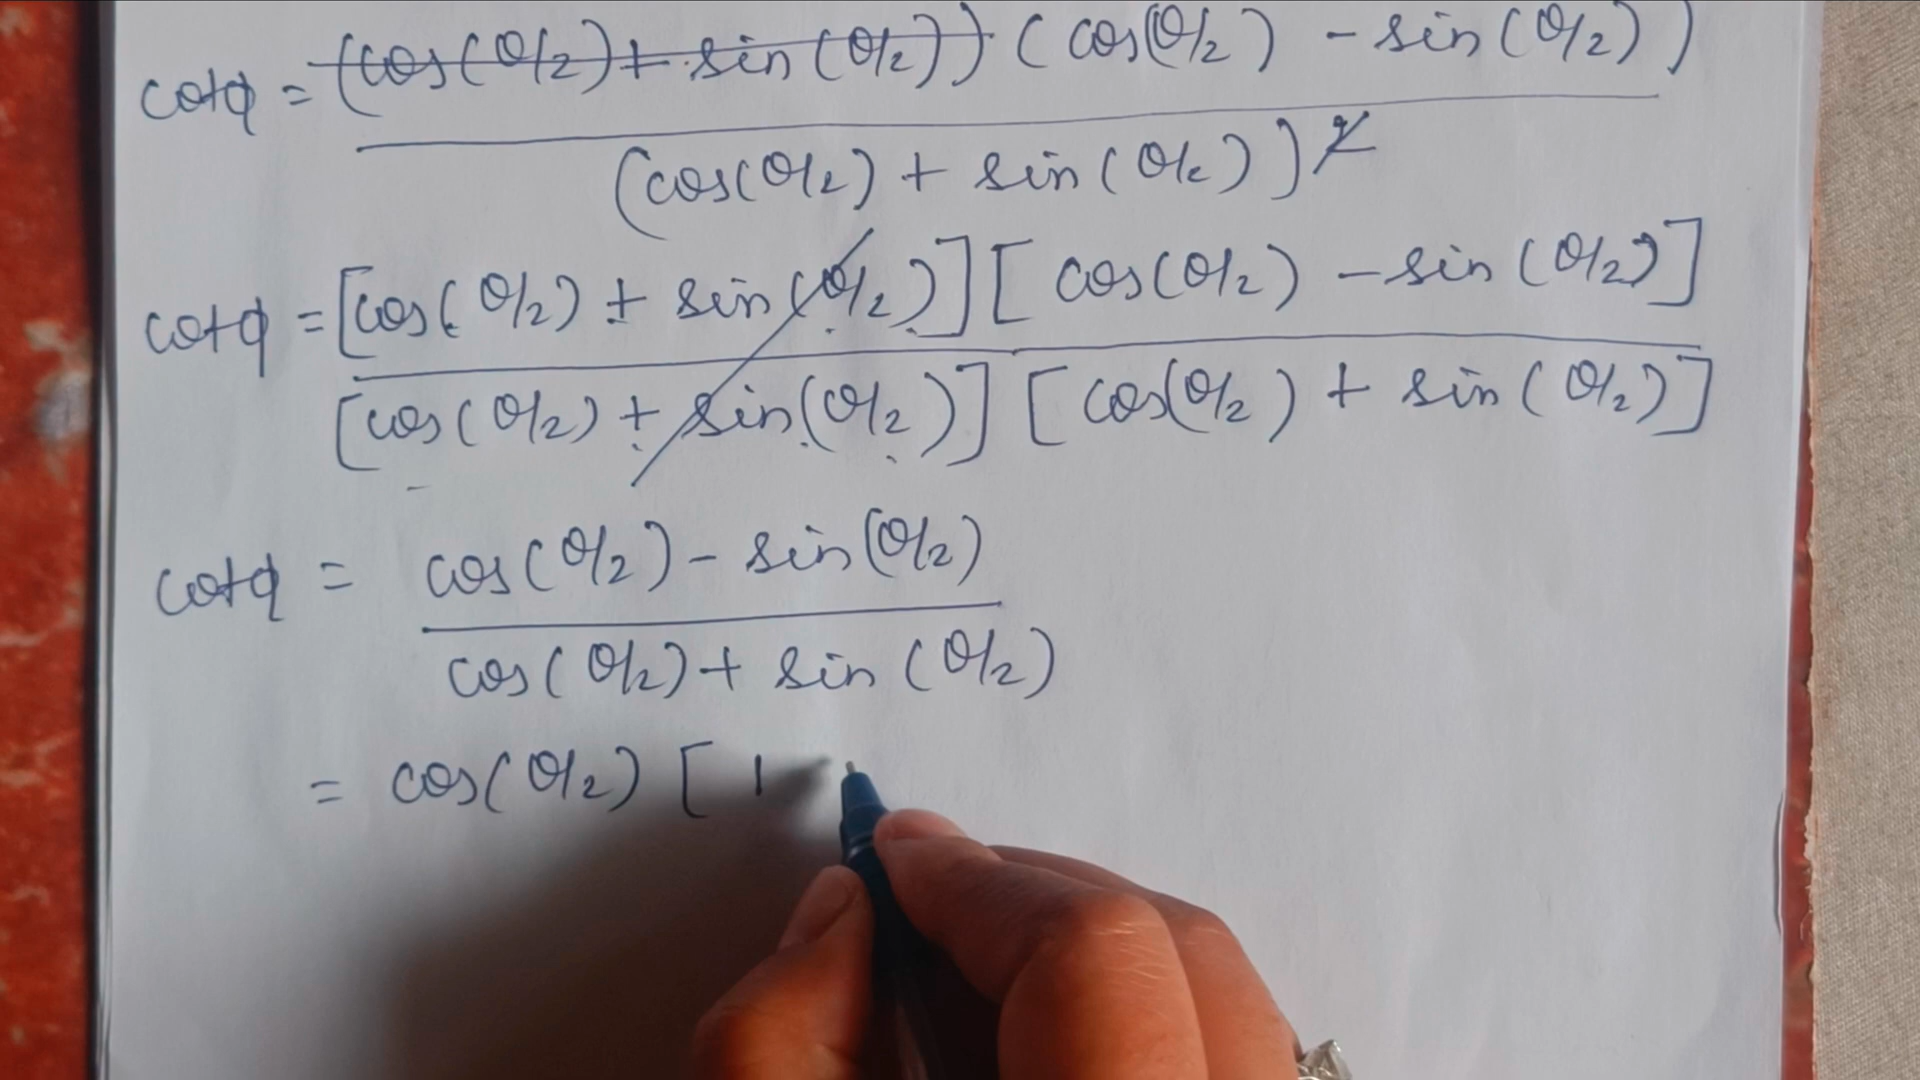 cotφ = (cos(θ/2) + sin(θ/2)) (cos(θ/2) - sin(θ/2))
(cos(θ/2) + sin(θ/2))2
cotφ = [cos(θ/2) + sin(θ/2)] [cos(θ/2) - sin(θ/2)]
[cos(θ/2) + sin(θ/2)] [cos(θ/2) + sin(θ/2)]
cotφ = cos(θ/2) - sin(θ/2)
cos(θ/2) + sin(θ/2)
= cos(θ/2) [ 1